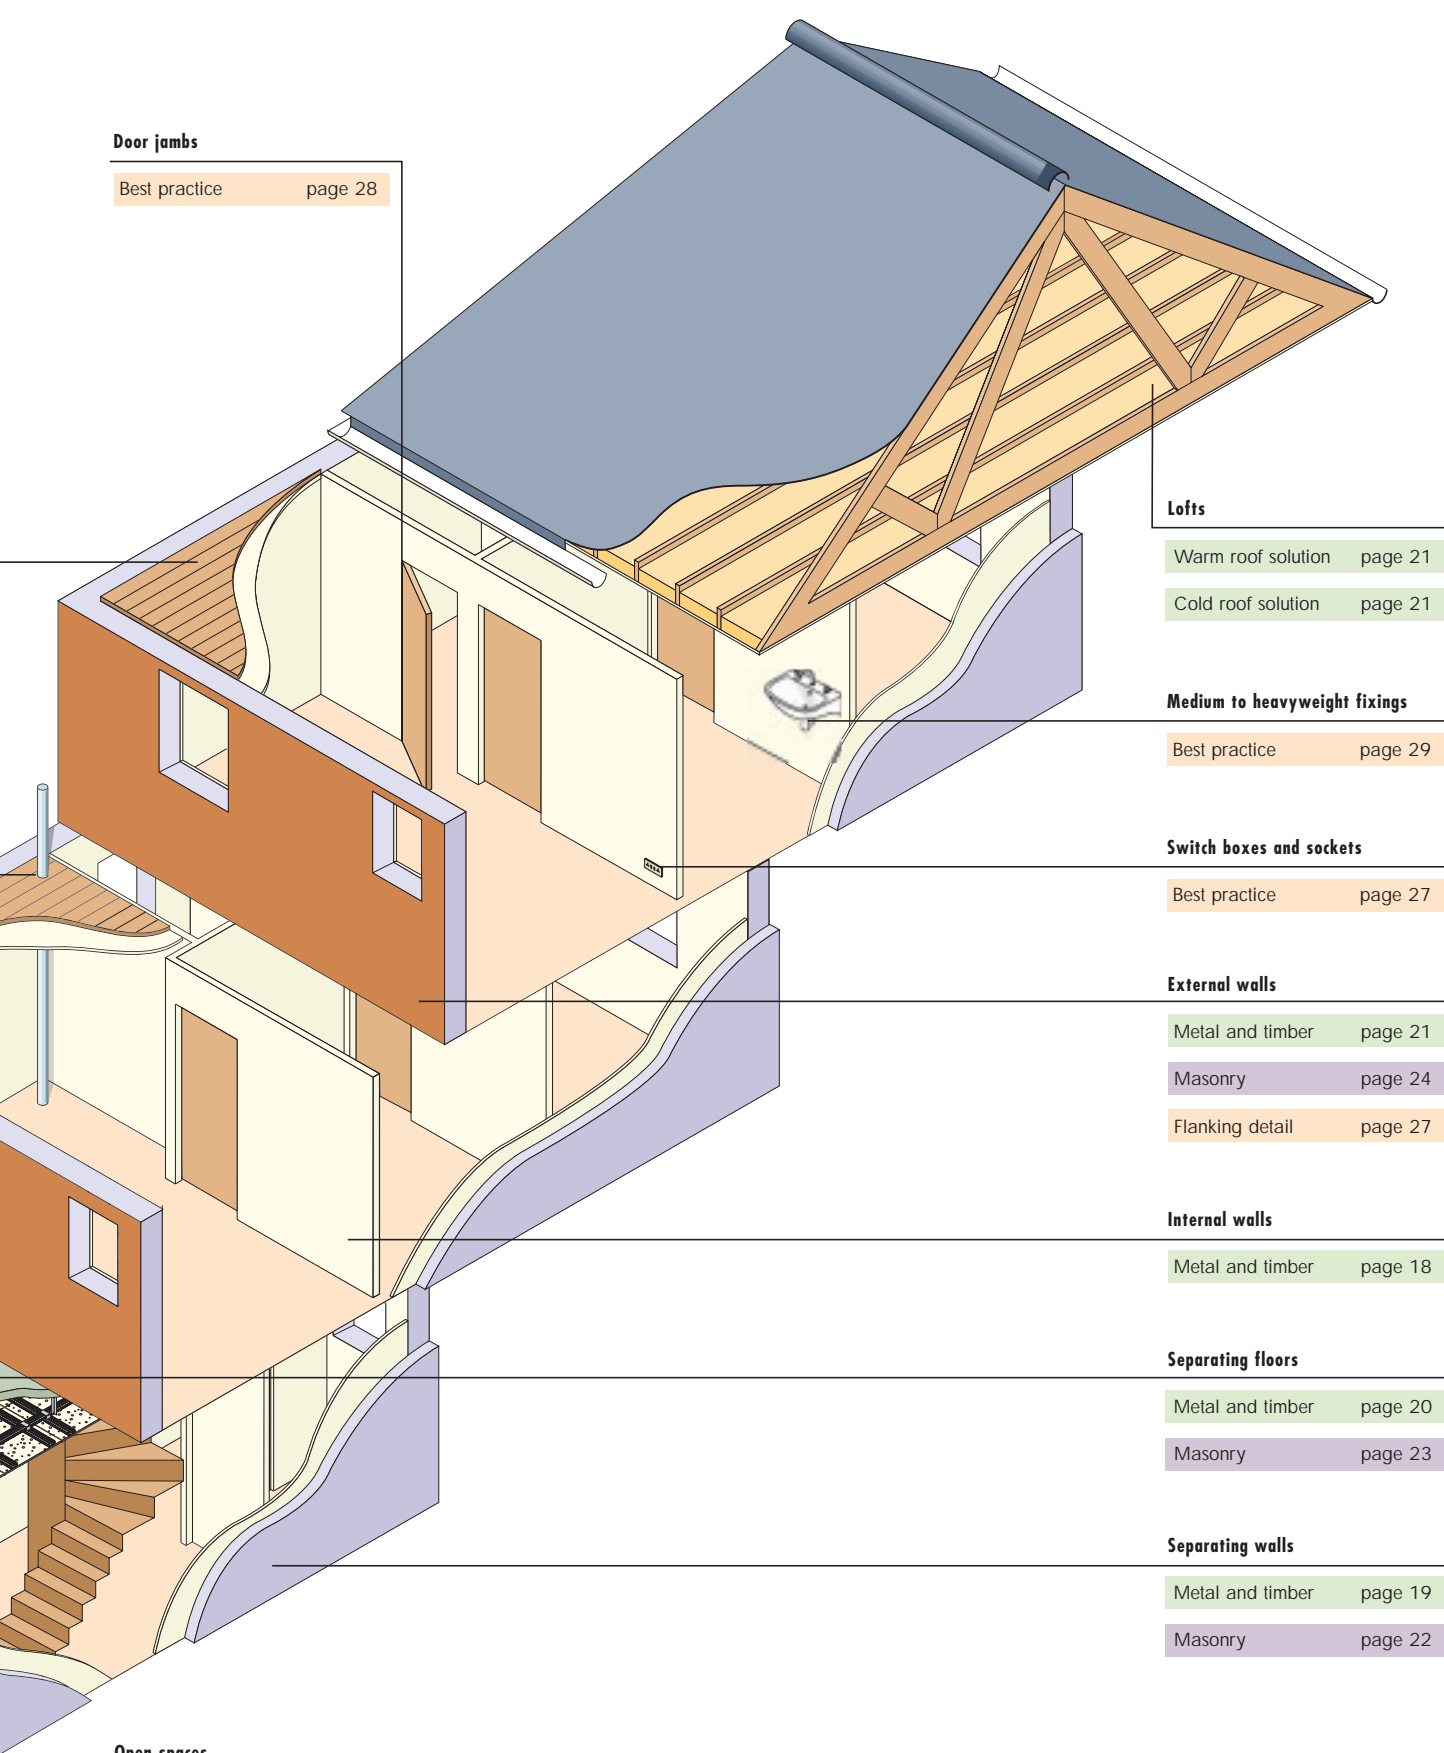 Door jambs
Best practice page 28
Lofts
Warm roof solution page 21
Cold roof solution page 21
Medium to heavyweight fixings
Best practice page 29
Switch boxes and sockets
Best practice page 27
External walls
Metal and timber page 21
Masonry page 24
Flanking detail page 27
Internal walls
Metal and timber page 18
Separating floors
Metal and timber page 20
Masonry page 23
Separating walls
Metal and timber page 19
Masonry page 22
Open spaces